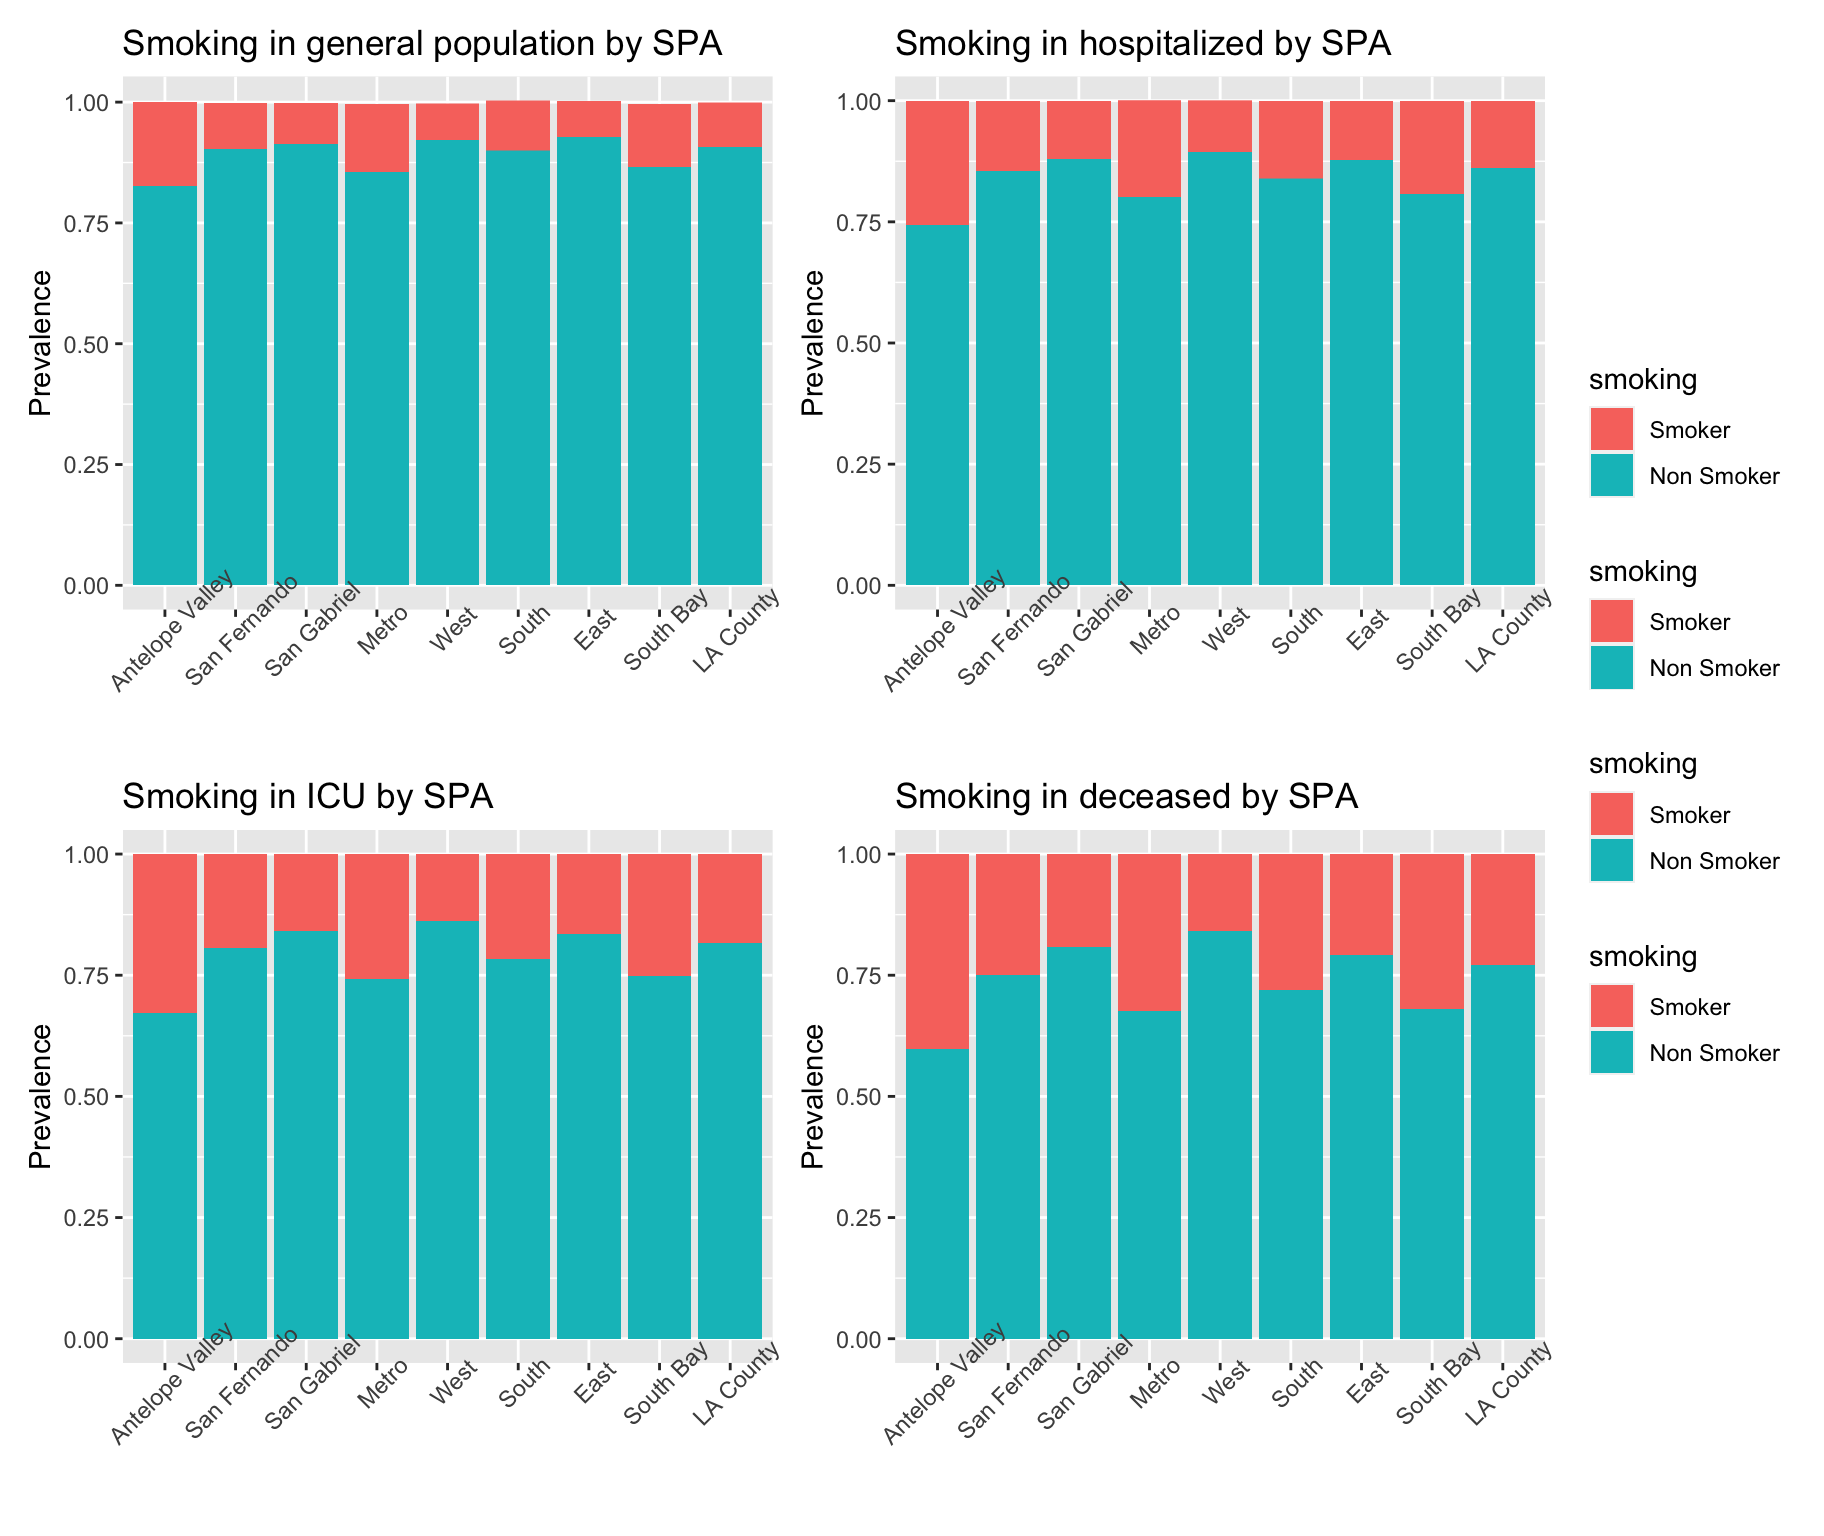 Smoking in general population by SPA
Prevalence
1.00
0.75
0.50
0.25
0.00
Antelope Valley
San Fernando
San Gabriel
Metro
West
South
East
South Bay
LA County
Smoking in hospitalized by SPA
Prevalence
1.00
0.75
0.50
0.25
0.00
Antelope Valley
San Fernando
San Gabriel
Metro
West
South
East
South Bay
LA County
Smoking in ICU by SPA
Prevalence
1.00
0.75
0.50
0.25
0.00
Antelope Valley
San Fernando
San Gabriel
Metro
West
South
East
South Bay
LA County
Smoking in deceased by SPA
Prevalence
1.00
0.75
0.50
0.25
0.00
Antelope Valley
San Fernando
San Gabriel
Metro
West
South
East
South Bay
LA County
smoking
Smoker
Non Smoker
smoking
Smoker
Non Smoker
smoking
Smoker
Non Smoker
smoking
Smoker
Non Smoker